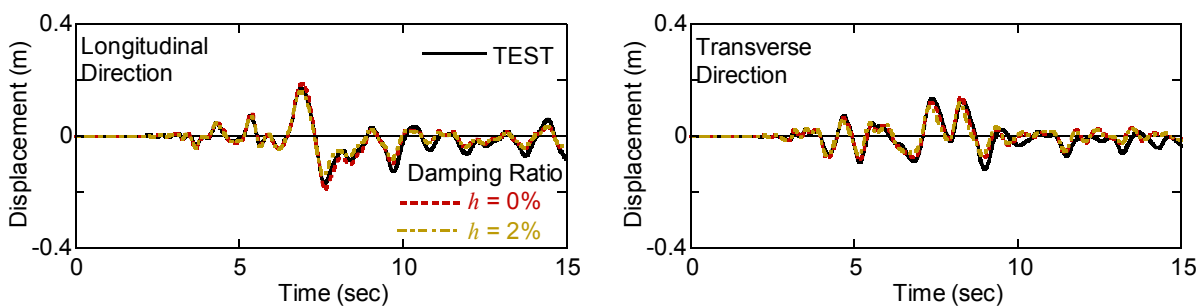 0.4
Longitudinal
Direction
TEST
Displacement (m)
0
Damping Ratio
h = 0%
h = 2%
-0.4
0
5
10
15
Time (sec)
0.4
Transverse
Direction
Displacement (m)
0
-0.4
0
5
10
15
Time (sec)